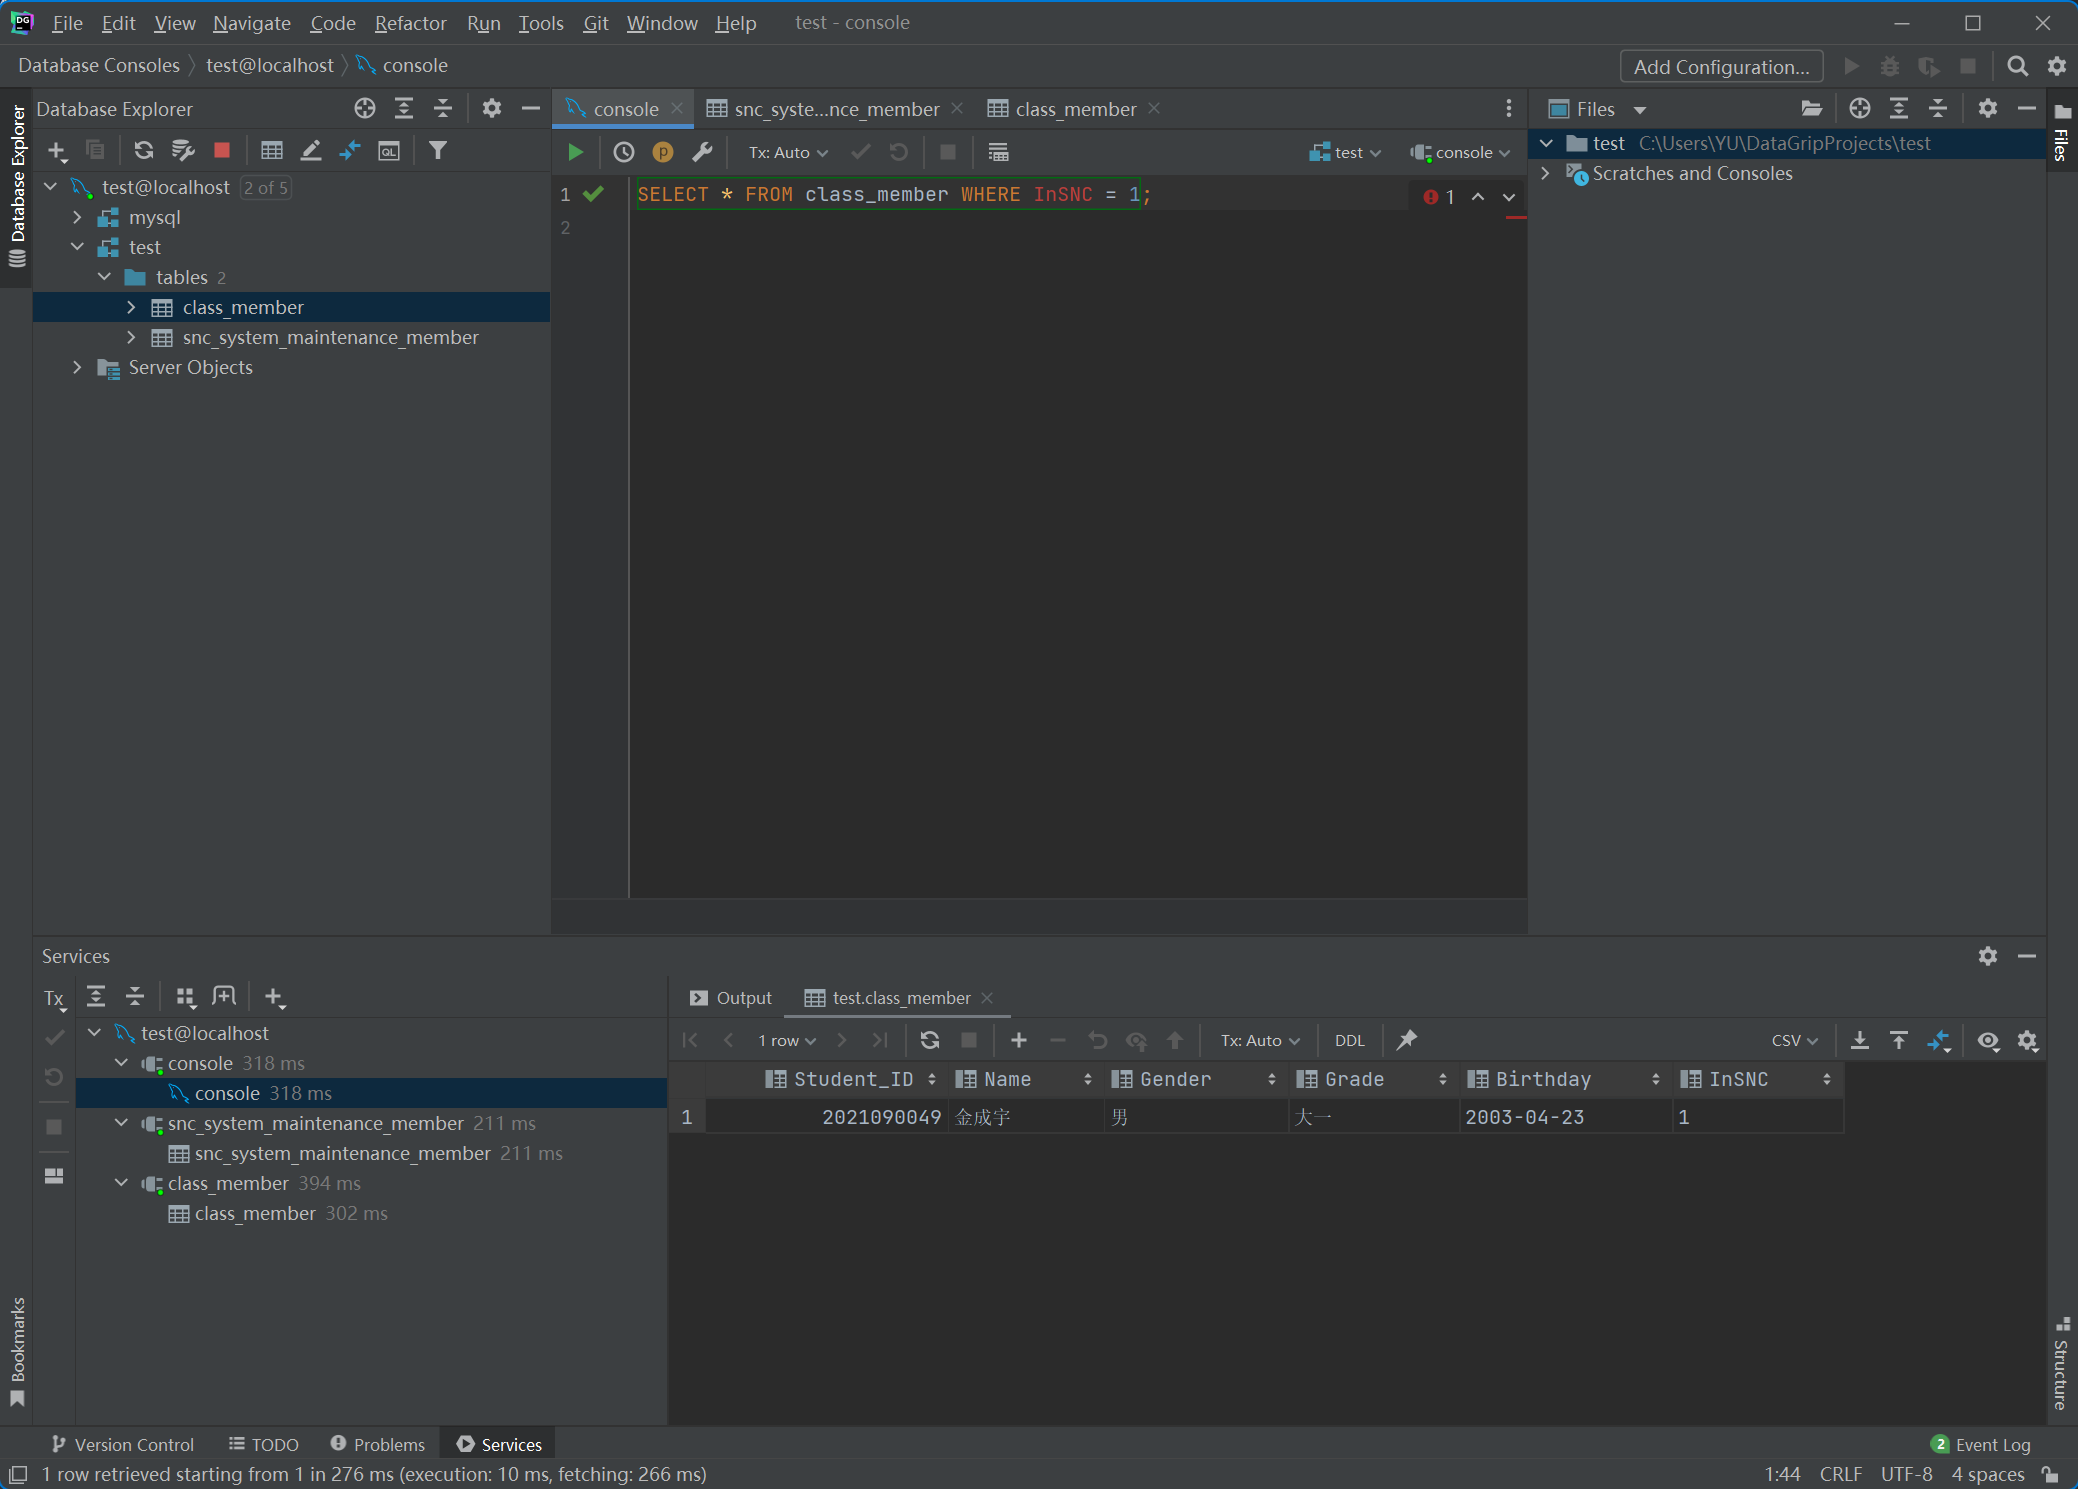 File Edit View Navigate Code Refactor Run Tools Git Window Help test - console
Database Consoles test@localhost console Add Configuration...
Database Explorer
console snc_syste...nce_member class_member
Files
Tx: Auto test console
test@localhost 2 of 5
mysql
test
tables 2
class_member
snc_system_maintenance_member
Server Objects
1 SELECT * FROM class_member WHERE InSNC = 1; 1
2
test C:\Users\YU\DataGripProjects\test
Scratches and Consoles
Database Explorer
Files
Services
Tx
test@localhost
console 318 ms
console 318 ms
snc_system_maintenance_member 211 ms
snc_system_maintenance_member 211 ms
class_member 394 ms
class_member 302 ms
Output test.class_member
1 row Tx: Auto DDL CSV
Student_ID Name Gender Grade Birthday InSNC
1 2021090049 金成宇 男 大一 2003-04-23 1
Bookmarks
Structure
Version Control TODO Problems Services 2 Event Log
1 row retrieved starting from 1 in 276 ms (execution: 10 ms, fetching: 266 ms) 1:44 CRLF UTF-8 4 spaces